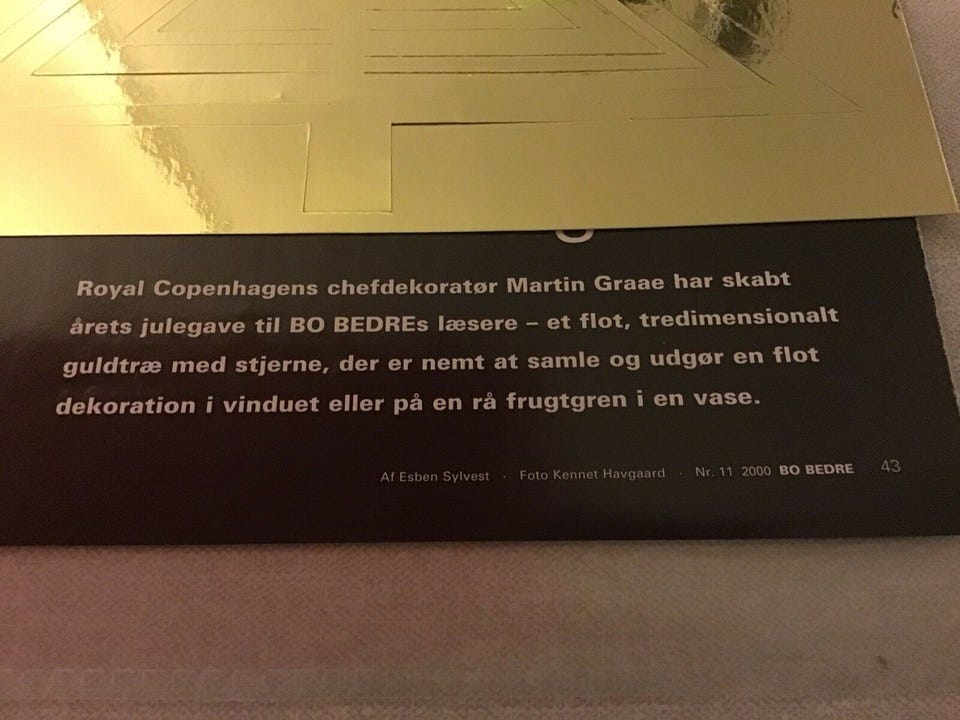 Royal Copenhagens chefdekoratør Martin Graae har skabt
årets julegave til BO BEDREs læsere – et flot, tredimensionalt
guldtræ med stjerne, der er nemt at samle og udgør en flot
dekoration i vinduet eller på en rå frugtgren i en vase.
Af Esben Sylvest · Foto Kennet Havgaard · Nr. 11 2000 BO BEDRE 43